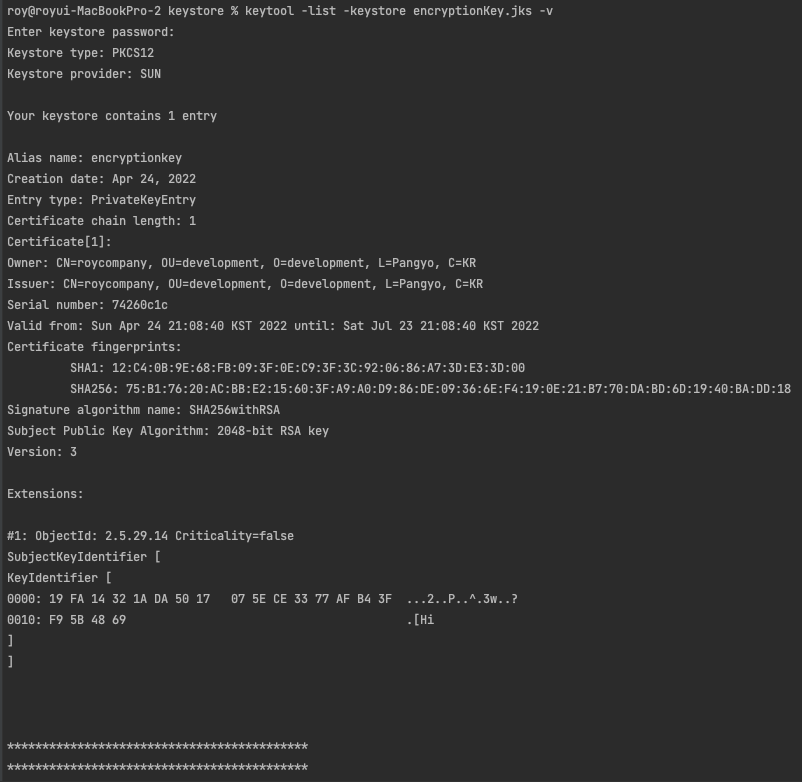 roy@royui-MacBookPro-2 keystore % keytool -list -keystore encryptionKey.jks -v
Enter keystore password:
Keystore type: PKCS12
Keystore provider: SUN
Your keystore contains 1 entry
Alias name: encryptionkey
Creation date: Apr 24, 2022
Entry type: PrivateKeyEntry
Certificate chain length: 1
Certificate[1]:
Owner: CN=roycompany, OU=development, O=development, L=Pangyo, C=KR
Issuer: CN=roycompany, OU=development, O=development, L=Pangyo, C=KR
Serial number: 74260c1c
Valid from: Sun Apr 24 21:08:40 KST 2022 until: Sat Jul 23 21:08:40 KST 2022
Certificate fingerprints:
SHA1: 12:C4:0B:9E:68:FB:09:3F:0E:C9:3F:3C:92:06:86:A7:3D:E3:3D:00
SHA256: 75:B1:76:20:AC:BB:E2:15:60:3F:A9:A0:D9:86:DE:09:36:6E:F4:19:0E:21:B7:70:DA:BD:6D:19:40:BA:DD:18
Signature algorithm name: SHA256withRSA
Subject Public Key Algorithm: 2048-bit RSA key
Version: 3
Extensions:
#1: ObjectId: 2.5.29.14 Criticality=false
SubjectKeyIdentifier [
KeyIdentifier [
0000: 19 FA 14 32 1A DA 50 17   07 5E CE 33 77 AF B4 3F  ...2..P..^.3w..?
0010: F9 5B 48 69                                        .[Hi
]
]
*******************************************
*******************************************